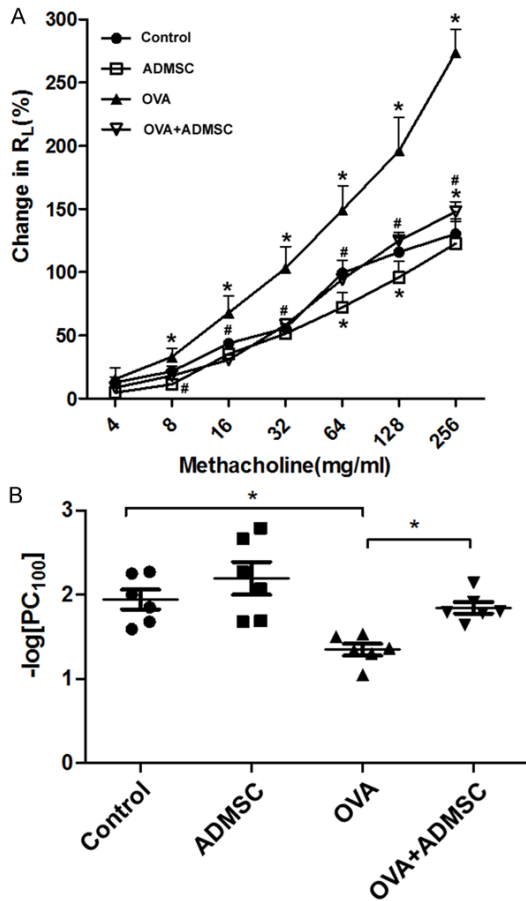 A
Control
ADMSC
OVA
OVA+ADMSC
Change in RL(%)
300
250
200
150
100
50
0
* * * * * * *
# # # # # #
* * *
4 8 16 32 64 128 256
Methacholine(mg/ml)
B
-log[PC100]
3
2
1
0
*
*
Control
ADMSC
OVA
OVA+ADMSC